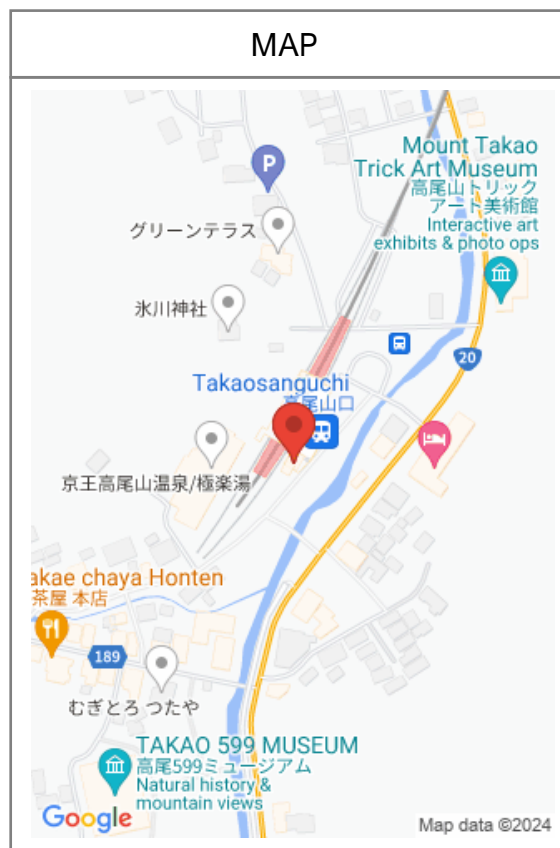 MAP
Mount Takao
Trick Art Museum
高尾山トリック
アート美術館
Interactive art
exhibits & photo ops
P
グリーンテラス
氷川神社
20
Takaosanguchi
高尾山口
京王高尾山温泉/極楽湯
akae chaya Honten
茶屋 本店
189
むぎとろ つたや
TAKAO 599 MUSEUM
高尾599ミュージアム
Natural history &
mountain views
Google
Map data ©2024